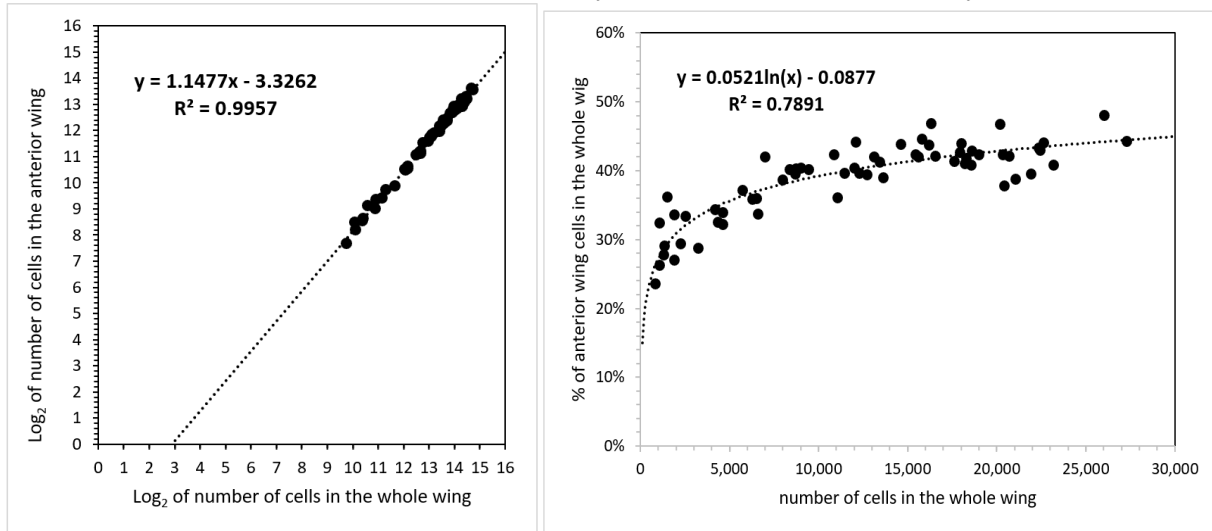 16
15
14
13
12
11
10
9
8
7
6
5
4
3
2
1
0
Log₂ of number of cells in the anterior wing
y = 1.1477x - 3.3262
R² = 0.9957
0 1 2 3 4 5 6 7 8 9 10 11 12 13 14 15 16
Log₂ of number of cells in the whole wing
60%
50%
40%
30%
20%
10%
0%
% of anterior wing cells in the whole wig
y = 0.0521ln(x) - 0.0877
R² = 0.7891
0 5,000 10,000 15,000 20,000 25,000 30,000
number of cells in the whole wing